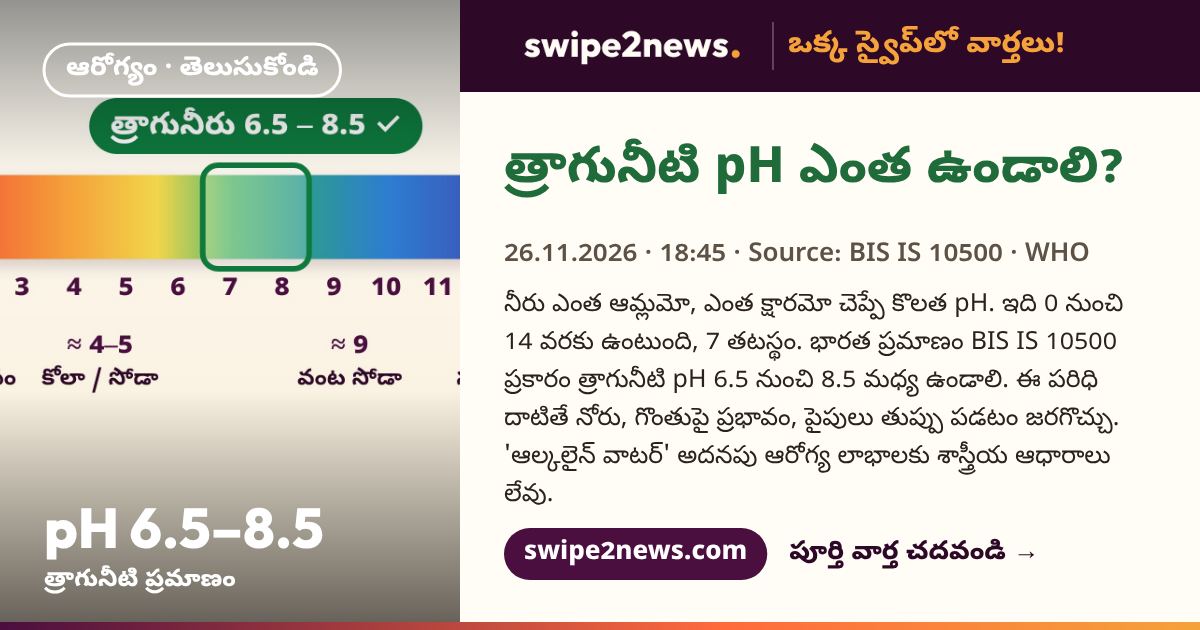 ఆరోగ్యం · తెలుసుకోండి
త్రాగునీరు 6.5 – 8.5 ✓
3 4 5 6 7 8 9 10 11
≈ 4–5 ≈ 9
కోలా / సోడా వంట సోడా
pH 6.5–8.5
త్రాగునీటి ప్రమాణం
swipe2news. ఒక్క స్వైప్‌లో వార్తలు!
త్రాగునీటి pH ఎంత ఉండాలి?
26.11.2026 · 18:45 · Source: BIS IS 10500 · WHO
నీరు ఎంత ఆమ్లమో, ఎంత క్షారమో చెప్పే కొలత pH. ఇది 0 నుంచి
14 వరకు ఉంటుంది, 7 తటస్థం. భారత ప్రమాణం BIS IS 10500
ప్రకారం త్రాగునీటి pH 6.5 నుంచి 8.5 మధ్య ఉండాలి. ఈ పరిధి
దాటితే నోరు, గొంతుపై ప్రభావం, పైపులు తుప్పు పడటం జరగొచ్చు.
'ఆల్కలైన్ వాటర్' అదనపు ఆరోగ్య లాభాలకు శాస్త్రీయ ఆధారాలు
లేవు.
swipe2news.com పూర్తి వార్త చదవండి →